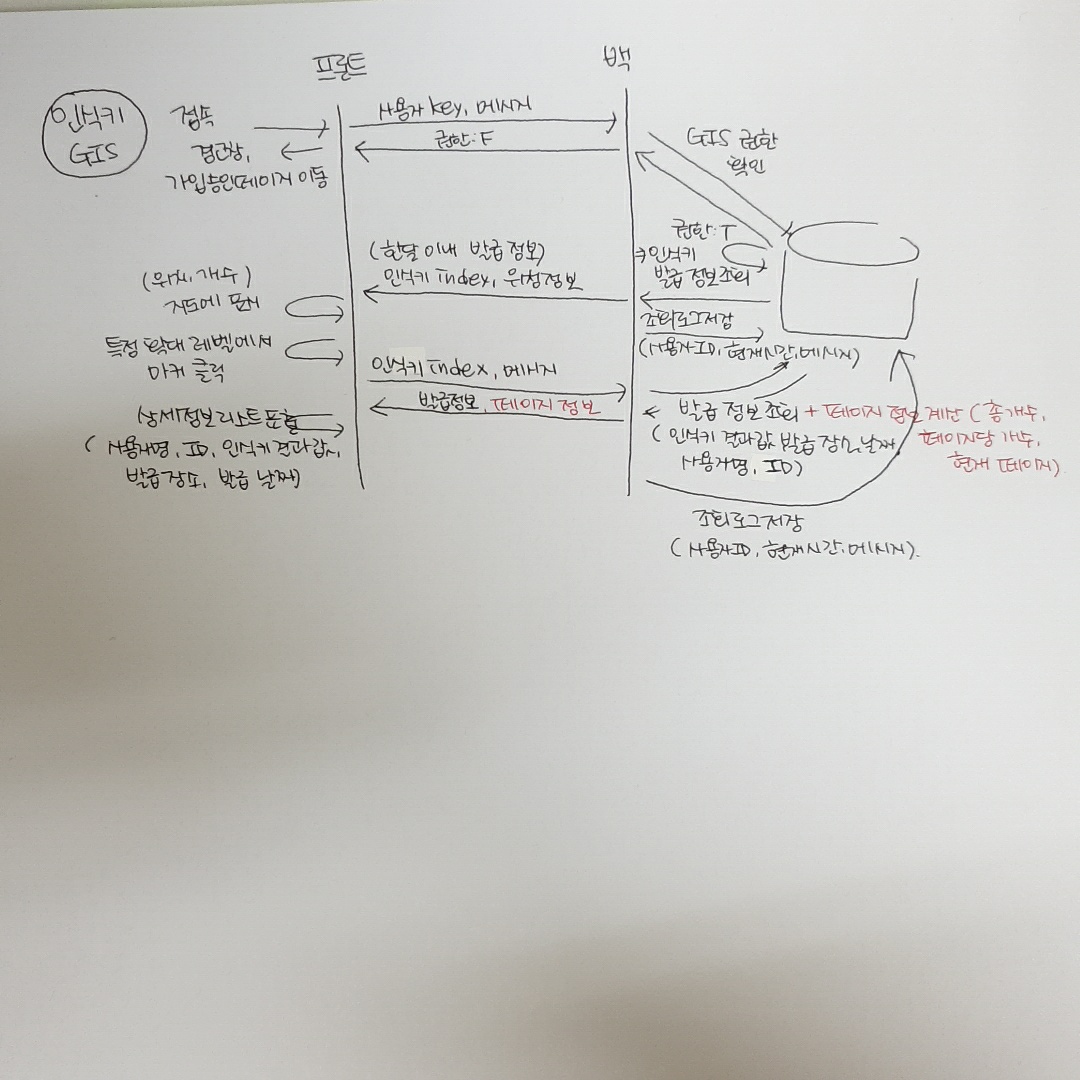 프론트
백
인식키
GIS
접속
사용자 key, 메시지
권한:F
경고창,
가입승인페이지 이동
GIS 권한
확인
권한:T
→인식키
발급 정보조회
(한달 이내 발급 정보)
인식키 index, 위청정보
(위치, 개수)
지도에 표시
조회로그저장
(사용자ID, 현재시간, 메시지)
특정 확대 레벨에서
마커 클릭
인식키 index, 메시지
발급정보, 페이지 정보
발급 정보 조회 + 페이지 정보 계산 (총 개수,
페이지당 개수,
현재 페이지)
(인식키 결과값, 발급 장소, 날짜,
사용자명, ID)
상세정보 리스트 표출
(사용자명, ID, 인식키 결과값,
발급 장소, 발급 날짜)
조회로그저장
(사용자ID, 현재시간, 메시지).